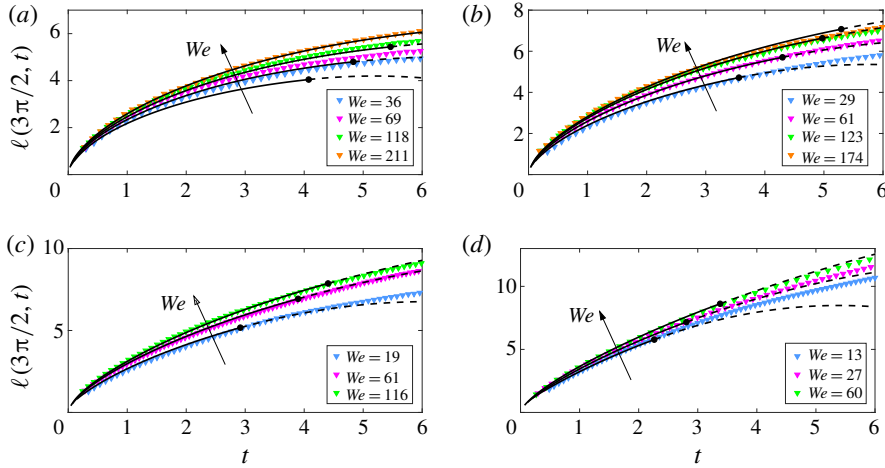 (a)
ℓ(3π/2, t)
6
4
2
0 1 2 3 4 5 6
We
We = 36
We = 69
We = 118
We = 211
(b)
8
6
4
2
0 1 2 3 4 5 6
We
We = 29
We = 61
We = 123
We = 174
(c)
ℓ(3π/2, t)
10
5
0 1 2 3 4 5 6
t
We
We = 19
We = 61
We = 116
(d)
10
5
0 1 2 3 4 5 6
t
We
We = 13
We = 27
We = 60